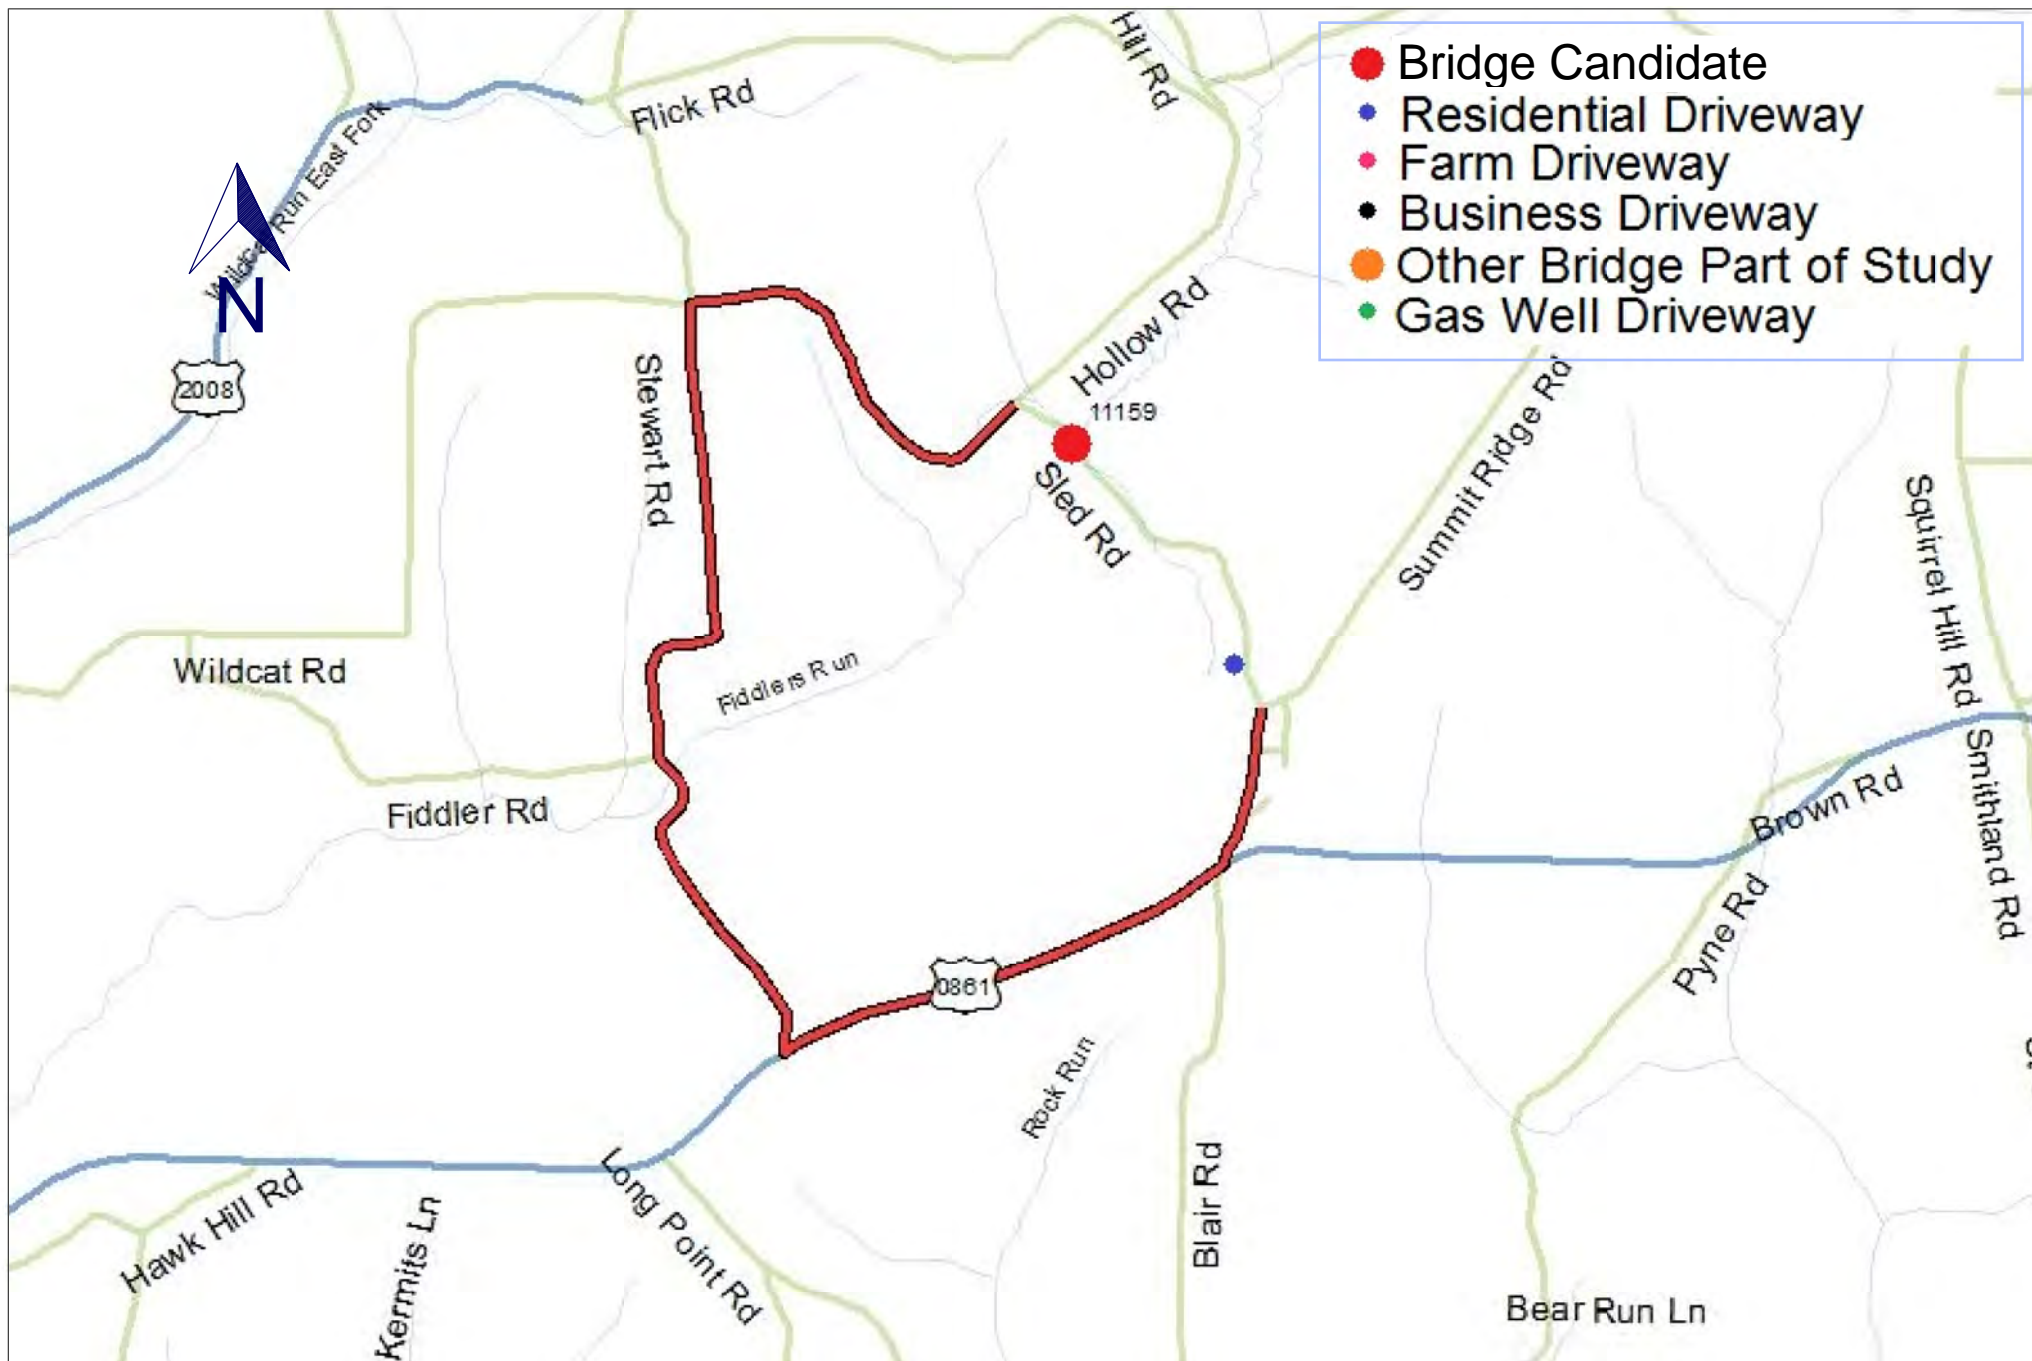 Bridge Candidate
Residential Driveway
Farm Driveway
Business Driveway
Other Bridge Part of Study
Gas Well Driveway
Hill Rd
Flick Rd
Wildcat Run East Fork
N
2008
Hollow Rd
11159
Stewart Rd
Sled Rd
Summit Ridge Rd
Squirrel Hill Rd
Wildcat Rd
Fiddlers Run
Fiddler Rd
Smithland Rd
Brown Rd
Pyne Rd
0861
Rock Run
Blair Rd
Long Point Rd
Hawk Hill Rd
Kermits Ln
Bear Run Ln